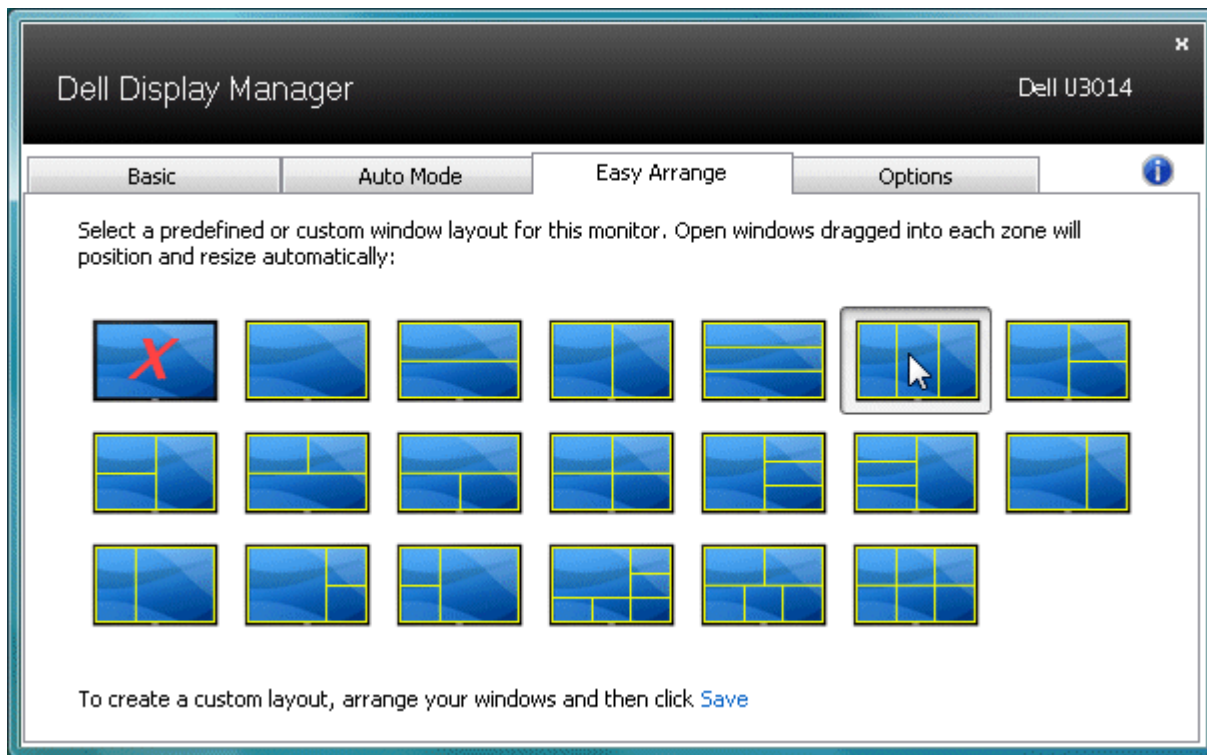 Dell Display Manager
Dell U3014
Basic
Auto Mode
Easy Arrange
Options
Select a predefined or custom window layout for this monitor. Open windows dragged into each zone will
position and resize automatically:
To create a custom layout, arrange your windows and then click Save